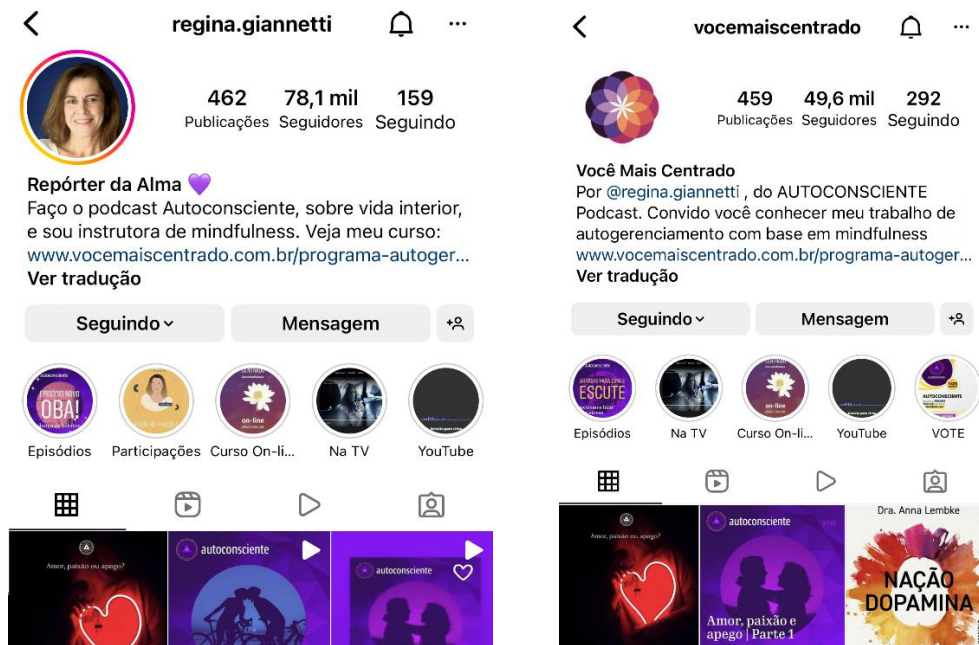 regina.giannetti
462 78,1 mil 159
Publicações Seguidores Seguindo
Repórter da Alma 💜
Faço o podcast Autoconsciente, sobre vida interior,
e sou instrutora de mindfulness. Veja meu curso:
www.vocemaiscentrado.com.br/programa-autoger...
Ver tradução
Seguindo Mensagem
EPISÓDIO NOVO
OBA!
on-line
Episódios Participações Curso On-li... Na TV YouTube
Amor, paixão ou apego?
autoconsciente
autoconsciente
vocemaiscentrado
459 49,6 mil 292
Publicações Seguidores Seguindo
Você Mais Centrado
Por @regina.giannetti , do AUTOCONSCIENTE
Podcast. Convido você conhecer meu trabalho de
autogerenciamento com base em mindfulness
www.vocemaiscentrado.com.br/programa-autoger...
Ver tradução
Seguindo Mensagem
ESCUTE
on-line
AUTOCONSCIENTE
Episódios Na TV Curso On-li... YouTube VOTE
Amor, paixão ou apego?
autoconsciente
Amor, paixão e
apego | Parte 1
Dra. Anna Lembke
NAÇÃO
DOPAMINA